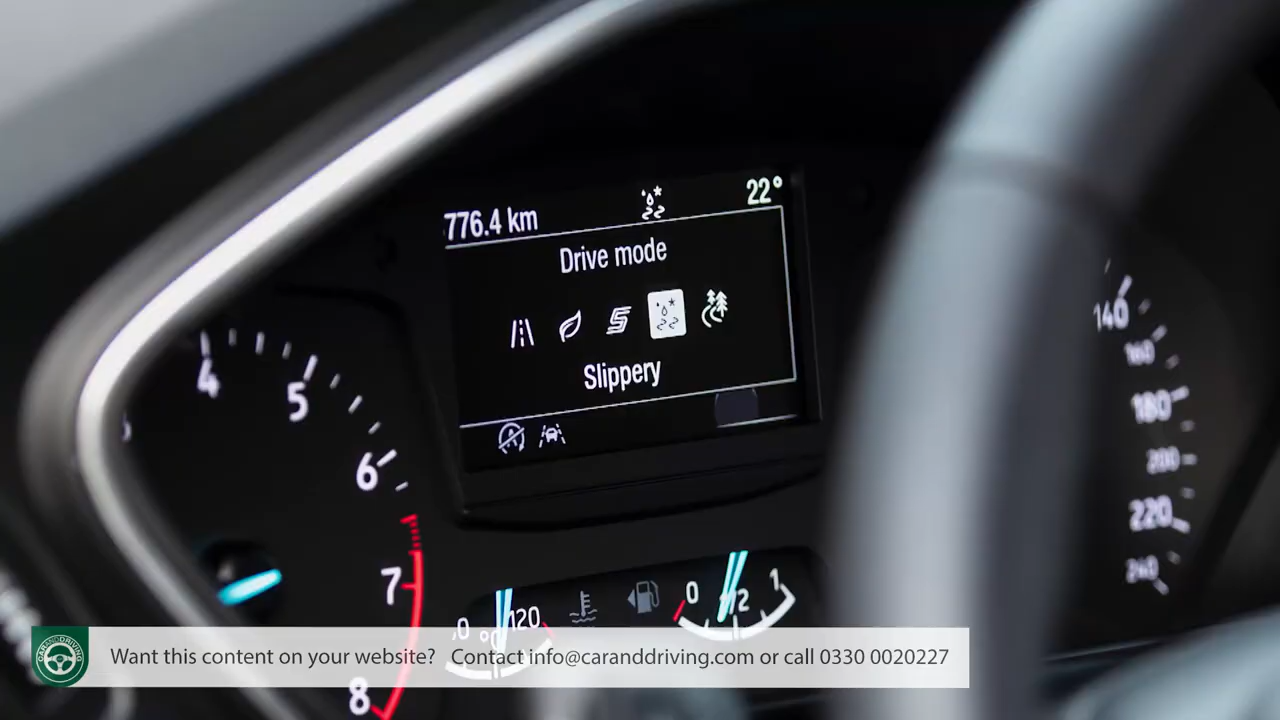 776.4 km 22°
Drive mode
Slippery
4
5
6
7
8
120
0 1/2 1
140
160
180
200
220
240
CARANDDRIVING
Want this content on your website? Contact info@caranddriving.com or call 0330 0020227